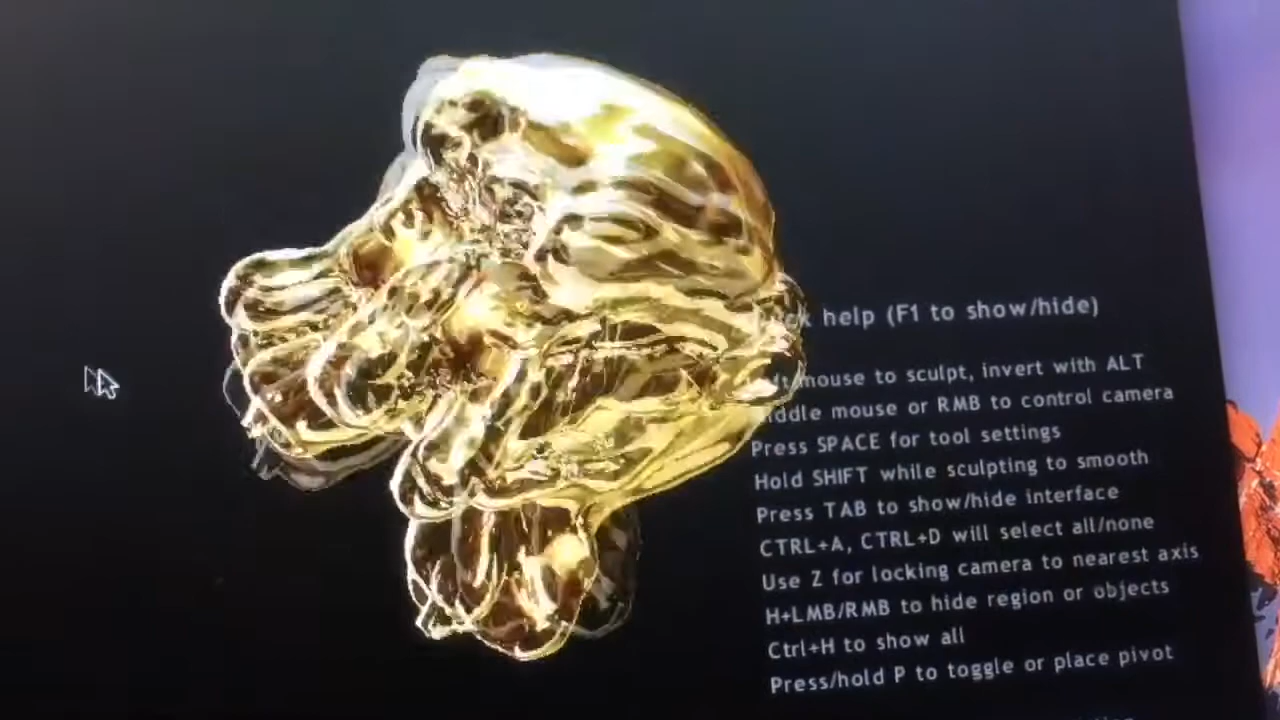 help (F1 to show/hide)
mouse to sculpt, invert with ALT
mouse or RMB to control camera
Press SPACE for tool settings
Hold SHIFT while sculpting to smooth
Press TAB to show/hide interface
CTRL+A, CTRL+D will select all/none
Use Z for locking camera to nearest axis
H+LMB/RMB to hide region or objects
Ctrl+H to show all
Press/hold P to toggle or place pivot